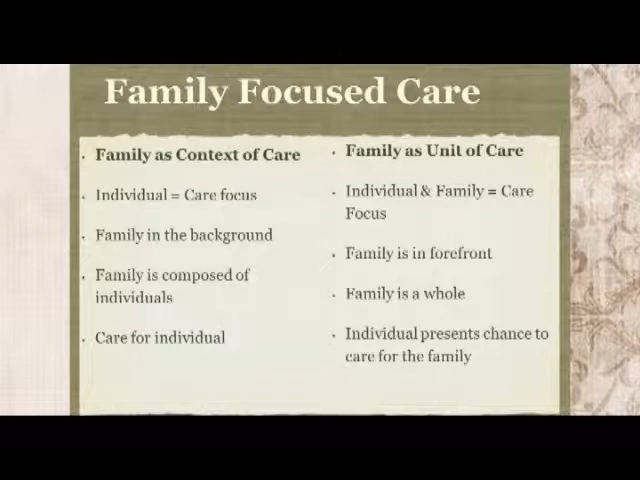 Family Focused Care
Family as Context of Care
Individual = Care focus
Family in the background
Family is composed of
individuals
Care for individual
Family as Unit of Care
Individual & Family = Care
Focus
Family is in forefront
Family is a whole
Individual presents chance to
care for the family